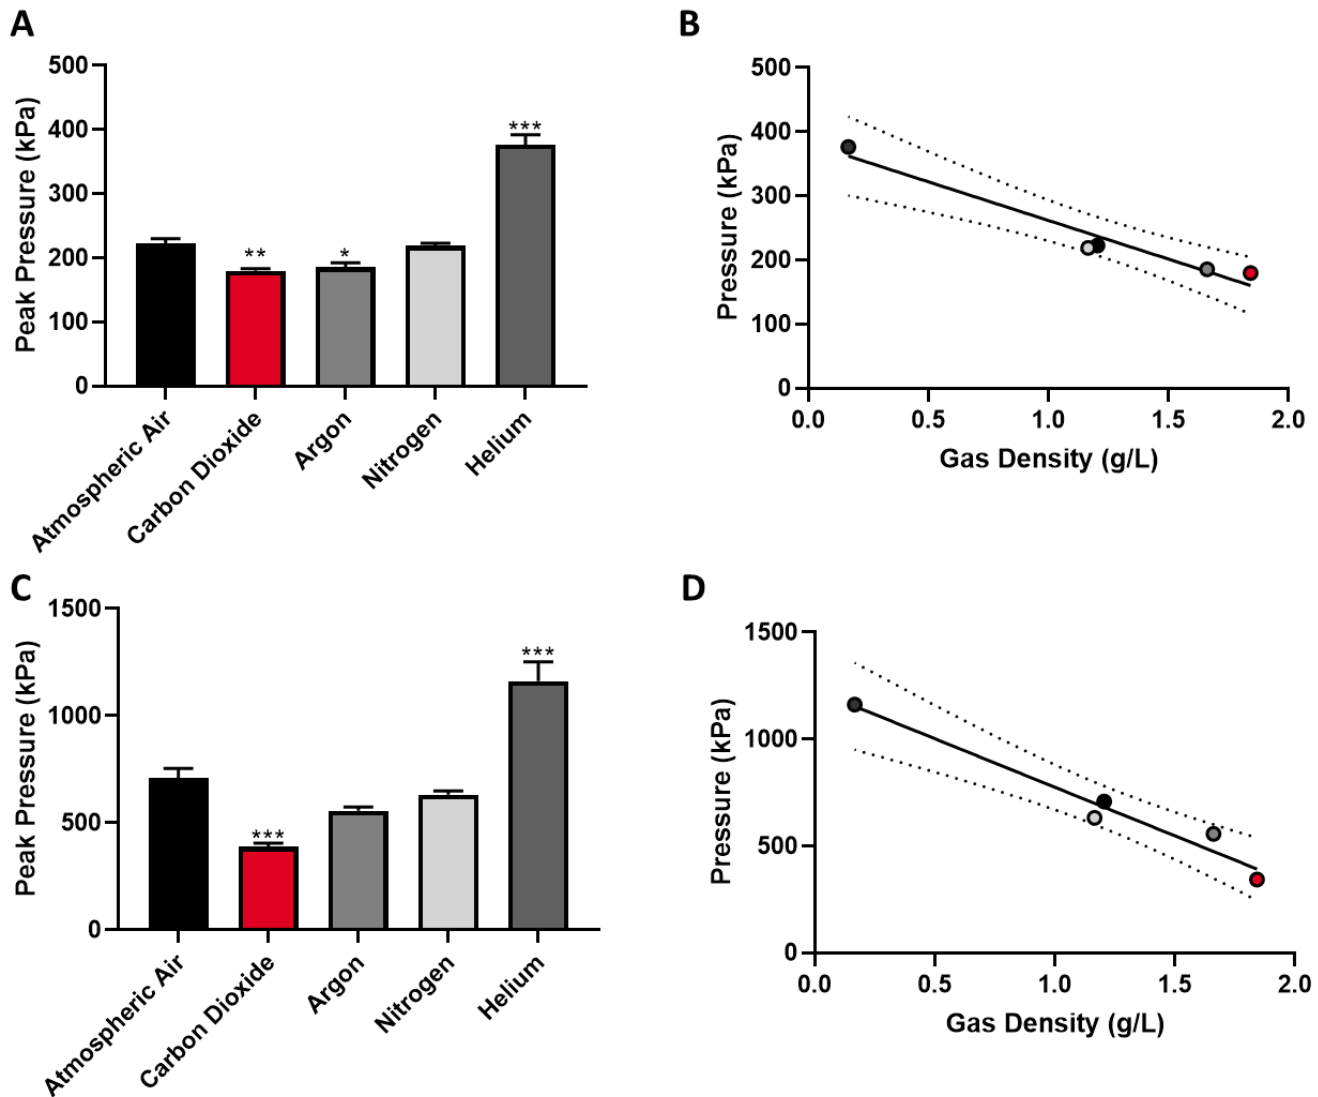 A
Peak Pressure (kPa)
500
400
300
200
100
0
**
*
***
Atmospheric Air
Carbon Dioxide
Argon
Nitrogen
Helium
B
Pressure (kPa)
500
400
300
200
100
0
0.0 0.5 1.0 1.5 2.0
Gas Density (g/L)
C
Peak Pressure (kPa)
1500
1000
500
0
***
***
Atmospheric Air
Carbon Dioxide
Argon
Nitrogen
Helium
D
Pressure (kPa)
1500
1000
500
0
0.0 0.5 1.0 1.5 2.0
Gas Density (g/L)